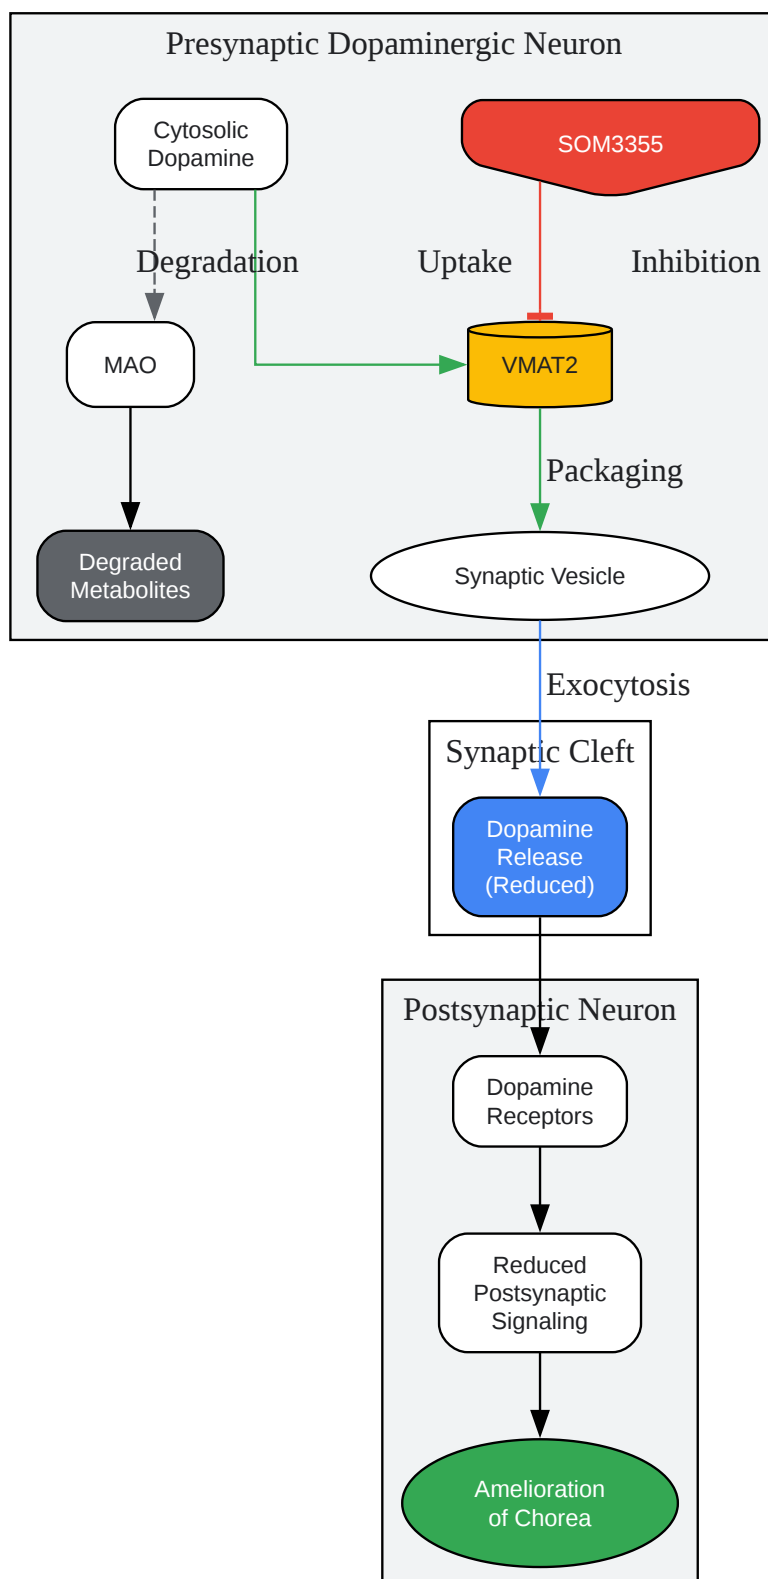 Presynaptic Dopaminergic Neuron
Cytosolic
Dopamine
SOM3355
Degradation
Uptake
Inhibition
MAO
VMAT2
Packaging
Degraded
Metabolites
Synaptic Vesicle
Exocytosis
Synaptic Cleft
Dopamine
Release
(Reduced)
Postsynaptic Neuron
Dopamine
Receptors
Reduced
Postsynaptic
Signaling
Amelioration
of Chorea